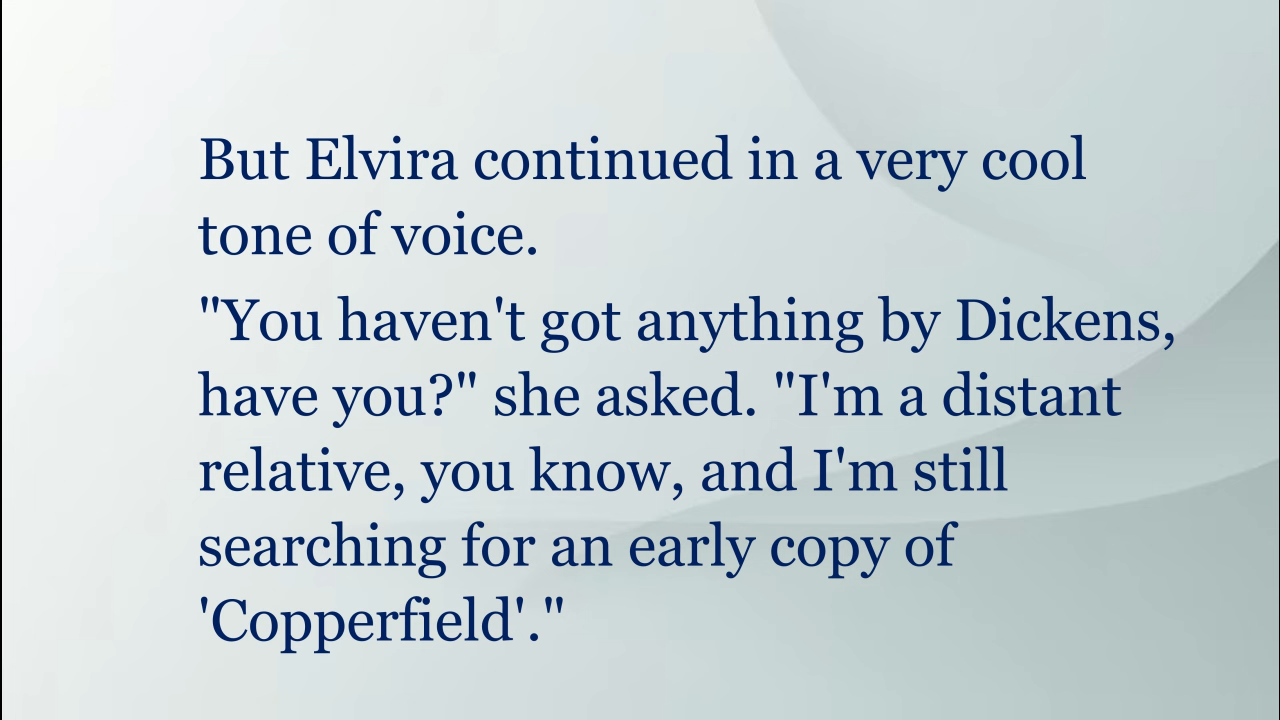 But Elvira continued in a very cool
tone of voice.
"You haven't got anything by Dickens,
have you?" she asked. "I'm a distant
relative, you know, and I'm still
searching for an early copy of
'Copperfield'."